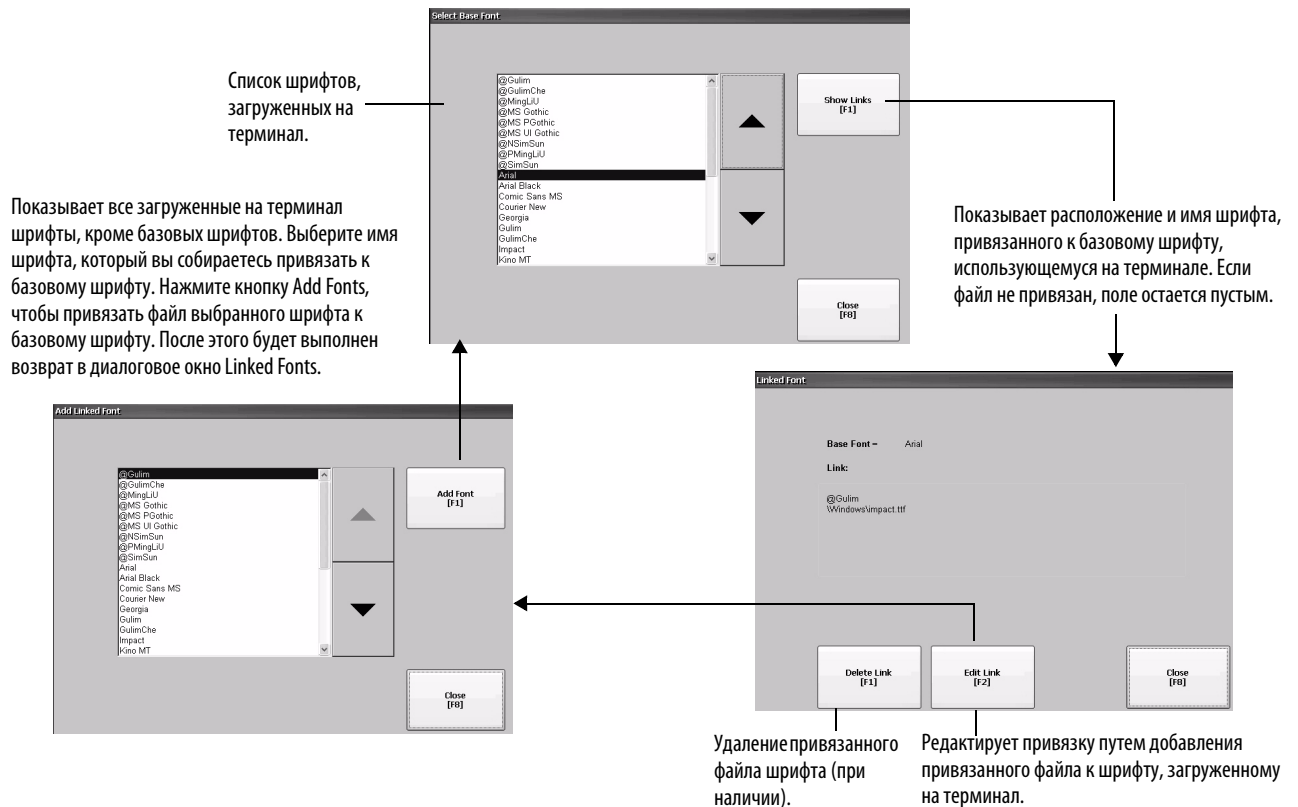 Select Base Font
Список шрифтов,
загруженных на
терминал.
@Gulim
@GulimChe
@MingLiU
@MS Gothic
@MS PGothic
@MS UI Gothic
@NSimSun
@PMingLiU
@SimSun
Arial
Arial Black
Comic Sans MS
Courier New
Georgia
Gulim
GulimChe
Impact
Kino MT
Show Links
[F1]
Close
[F8]
Показывает все загруженные на терминал
шрифты, кроме базовых шрифтов. Выберите имя
шрифта, который вы собираетесь привязать к
базовому шрифту. Нажмите кнопку Add Fonts,
чтобы привязать файл выбранного шрифта к
базовому шрифту. После этого будет выполнен
возврат в диалоговое окно Linked Fonts.
Показывает расположение и имя шрифта,
привязанного к базовому шрифту,
использующемуся на терминале. Если
файл не привязан, поле остается пустым.
Add Linked Font
@Gulim
@GulimChe
@MingLiU
@MS Gothic
@MS PGothic
@MS UI Gothic
@NSimSun
@PMingLiU
@SimSun
Arial
Arial Black
Comic Sans MS
Courier New
Georgia
Gulim
GulimChe
Impact
Kino MT
Add Font
[F1]
Close
[F8]
Linked Font
Base Font – Arial
Link:
@Gulim
\Windows\impact.ttf
Delete Link
[F1]
Edit Link
[F2]
Close
[F8]
Удаление привязанного
файла шрифта (при
наличии).
Редактирует привязку путем добавления
привязанного файла к шрифту, загруженному
на терминал.